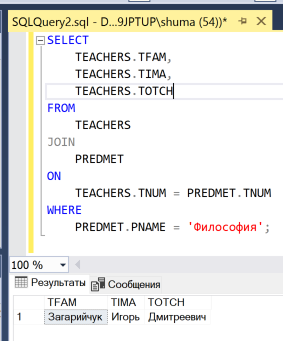 SQLQuery2.sql - D...9JPTUP\shuma (54))*
SELECT
TEACHERS.TFAM,
TEACHERS.TIMA,
TEACHERS.TOTCH
FROM
TEACHERS
JOIN
PREDMET
ON
TEACHERS.TNUM = PREDMET.TNUM
WHERE
PREDMET.PNAME = 'Философия';
100 %
Результаты Сообщения
TFAM TIMA TOTCH
1 Загарийчук Игорь Дмитреевич